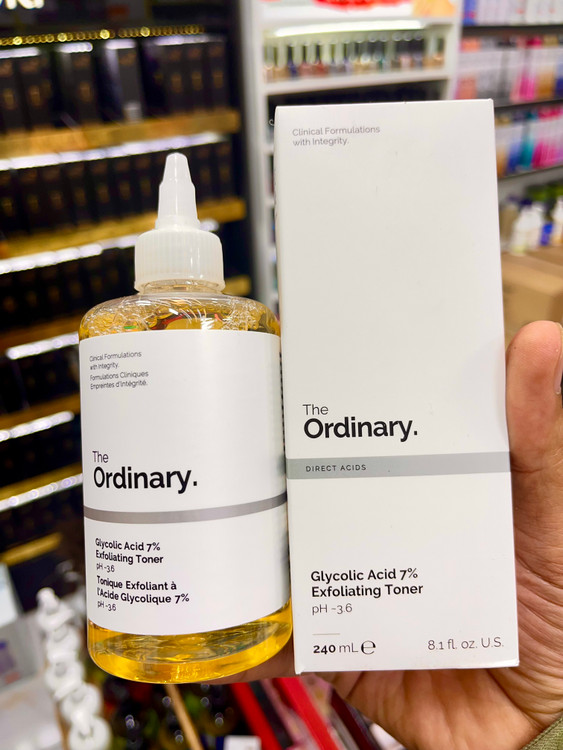 Clinical Formulations
with Integrity.
Formulations Cliniques
Empreintes d'intégrité.
The
Ordinary.
Glycolic Acid 7%
Exfoliating Toner
pH ~3.6
Tonique Exfoliant à
l'Acide Glycolique 7%
pH ~3.6
Clinical Formulations
with Integrity.
The
Ordinary.
DIRECT ACIDS
Glycolic Acid 7%
Exfoliating Toner
pH ~3.6
240 mL ℮ 8.1 fl. oz. U.S.